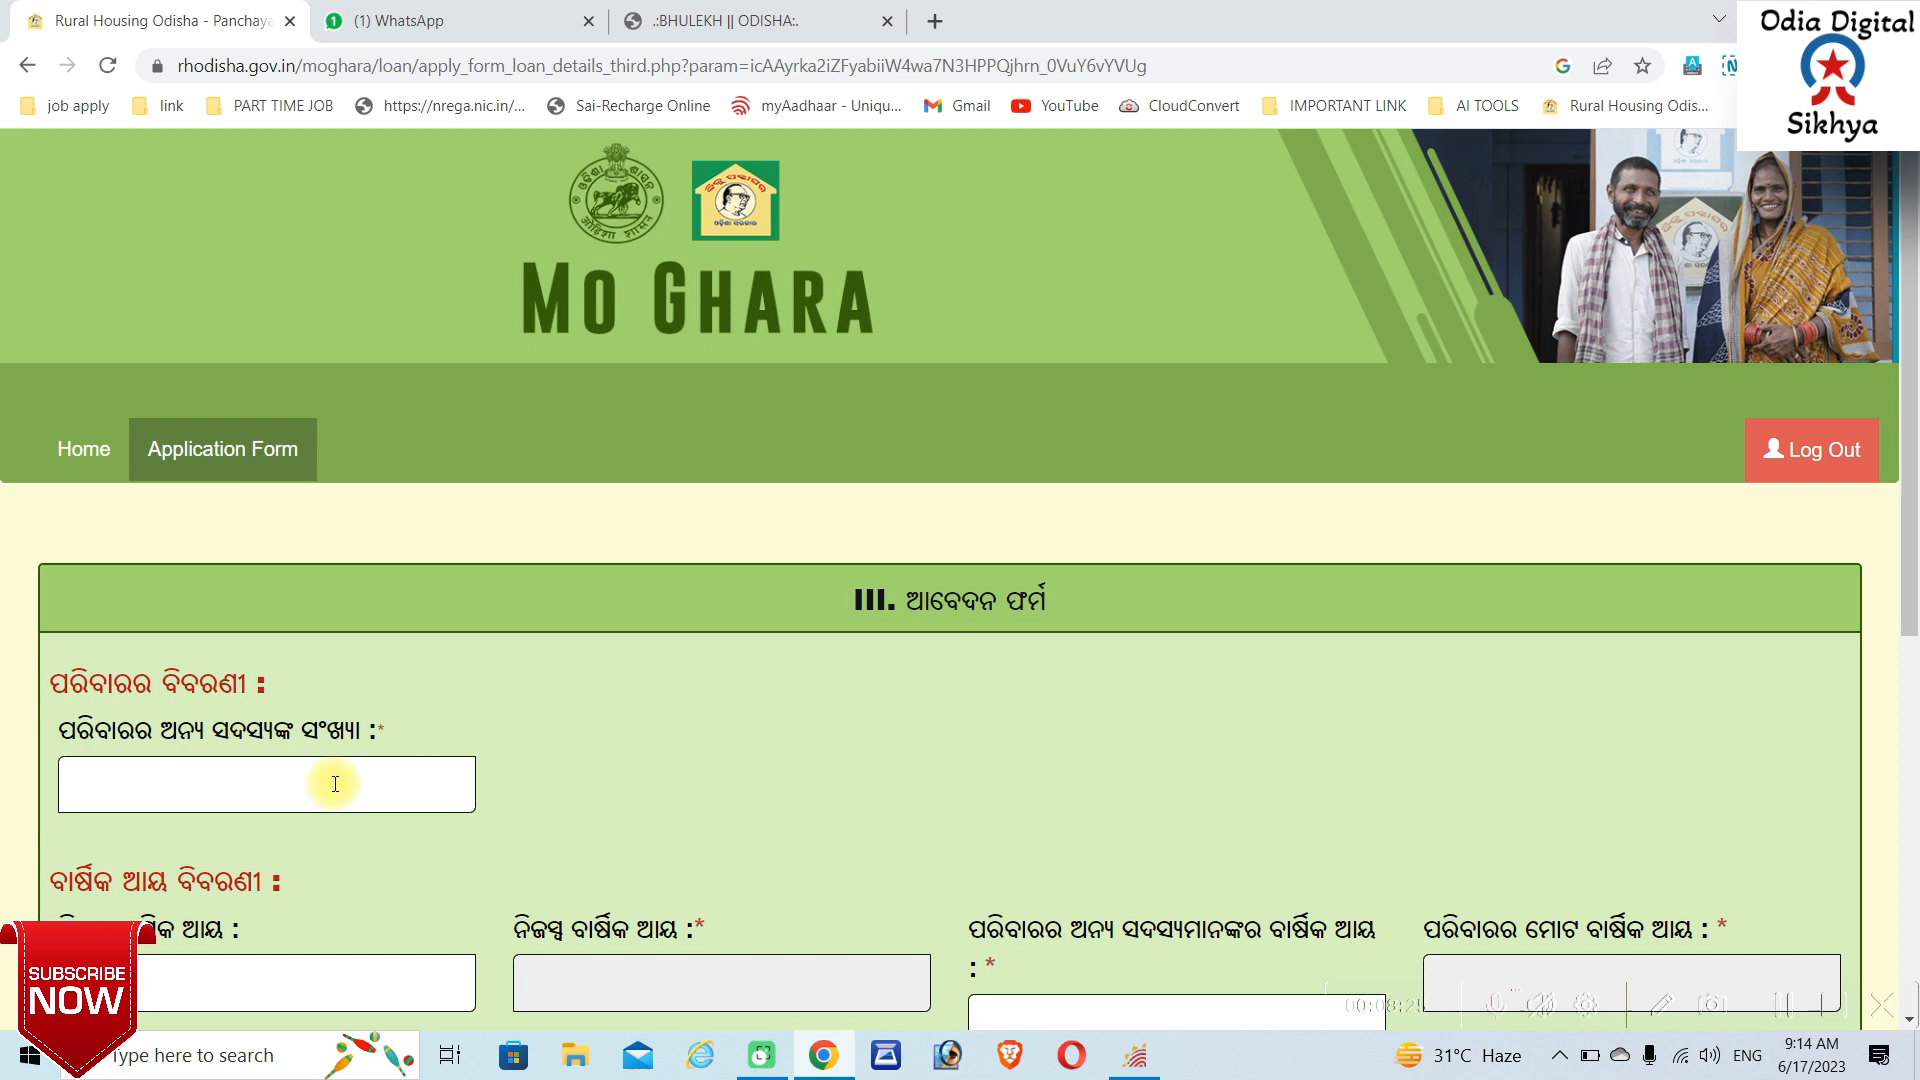 Rural Housing Odisha - Panchaya
(1) WhatsApp
.:BHULEKH || ODISHA:.
Odia Digital
Sikhya
rhodisha.gov.in/moghara/loan/apply_form_loan_details_third.php?param=icAAyrka2iZFyabiiW4wa7N3HPPQjhrn_0VuY6vYVUg
job apply
link
PART TIME JOB
https://nrega.nic.in/...
Sai-Recharge Online
myAadhaar - Uniqu...
Gmail
YouTube
CloudConvert
IMPORTANT LINK
AI TOOLS
Rural Housing Odis...
MO GHARA
Home
Application Form
Log Out
III. ଆବେଦନ ଫର୍ମ
ପରିବାରର ବିବରଣୀ :
ପରିବାରର ଅନ୍ୟ ସଦସ୍ୟଙ୍କ ସଂଖ୍ୟା :*
ବାର୍ଷିକ ଆୟ ବିବରଣୀ :
ଆୟ :
ନିଜସ୍ୱ ବାର୍ଷିକ ଆୟ :*
ପରିବାରର ଅନ୍ୟ ସଦସ୍ୟମାନଙ୍କର ବାର୍ଷିକ ଆୟ
: *
ପରିବାରର ମୋଟ ବାର୍ଷିକ ଆୟ : *
SUBSCRIBE
NOW
Type here to search
31°C Haze
ENG
9:14 AM
6/17/2023